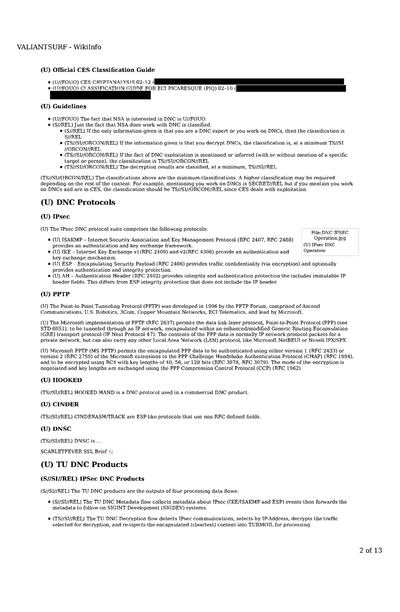 VALIANTSURF - WikiInfo
(U) Official CES Classification Guide
(U//FOUO) CES CRYPTANALYSIS 02-12 (
(U//FOUO) CLASSIFICATION GUIDE FOR ECI PICARESQUE (PIQ) 02-10 (
(U) Guidelines
(U//FOUO) The fact that NSA is interested in DNC is U//FOUO.
(S//REL) Just the fact that NSA does work with DNC is classified.
(S//REL) If the only information given is that you are a DNC expert or you work on DNCs, then the classification is
S//REL.
(TS//SI//ORCON/REL) If the information given is that you decrypt DNCs, the classification is, at a minimum TS//SI
//ORCON//REL.
(TS//SI//ORCON/REL) If the fact of DNC exploitation is mentioned or inferred (with or without mention of a specific
target or person), the classification is TS//SI//ORCON//REL.
(TS//SI//ORCON/REL) The decryption results are classified, at a minimum, TS//SI//REL.
(TS//SI//ORCON/REL) The classifications above are the minimum classifications. A higher classification may be required
depending on the rest of the content. For example, mentioning you work on DNCs is SECRET//REL but if you mention you work
on DNCs and are in CES, the classification should be TS//SI//ORCON//REL since CES deals with exploitation.
(U) DNC Protocols
(U) IPsec
(U) The IPsec DNC protocol suite comprises the following protocols:
(U) ISAKMP - Internet Security Association and Key Management Protocol (RFC 2407, RFC 2408)
provides an authentication and key exchange framework.
(U) IKE - Internet Key Exchange v1(RFC 2409) and v2(RFC 4306) provide an authentication and
key exchange mechanism.
(U) ESP - Encapsulating Security Payload (RFC 2406) provides traffic confidentiality (via encryption) and optionally
provides authentication and integrity protection.
(U) AH - Authentication Header (RFC 2402) provides integrity and authentication protection the includes immutable IP
header fields. This differs from ESP integrity protection that does not include the IP header.
File:DNC IPSEC
Operation.jpg
(U) IPsec DNC
Operation
(U) PPTP
(U) The Point-to-Point Tunneling Protocol (PPTP) was developed in 1996 by the PPTP Forum, comprised of Ascend
Communications, U.S. Robotics, 3Com, Copper Mountain Networks, ECI Telematics, and lead by Microsoft.
(U) The Microsoft implementation of PPTP (RFC 2637) permits the data link layer protocol, Point-to-Point Protocol (PPP) (see
STD-0051), to be tunneled through an IP network, encapsulated within an enhanced/modified Generic Routing Encapsulation
(GRE) transport protocol (IP Next Protocol 47). The contents of the PPP data is normally IP network protocol packets for a
private network, but can also carry any other Local Area Network (LAN) protocol, like Microsoft NetBEUI or Novell IPX/SPX.
(U) Microsoft PPTP (MS PPTP) permits the encapsulated PPP data to be authenticated using either version 1 (RFC 2433) or
version 2 (RFC 2759) of the Microsoft extensions to the PPP Challenge Handshake Authentication Protocol (CHAP) (RFC 1994),
and to be encrypted using RC4 with key lengths of 40, 56, or 128 bits (RFC 3078, RFC 3079). The mode of the encryption is
negotiated and key lengths are exchanged using the PPP Compression Control Protocol (CCP) (RFC 1962).
(U) HOOKED
(TS//SI//REL) HOOKED HAND is a DNC protocol used in a commercial DNC product.
(U) CINDER
(TS//SI//REL) CINDERASH/TRACK are ESP like protocols that use non RFC defined fields.
(U) DNSC
(TS//SI//REL) DNSC is ...
SCARLETFEVER SSL Brief
(U) TU DNC Products
(S//SI//REL) IPSec DNC Products
(S//SI//REL) The TU DNC products are the outputs of four processing data flows:
(S//SI//REL) The TU DNC Metadata flow collects metadata about IPsec (IKE/ISAKMP and ESP) events then forwards the
metadata to follow-on SIGINT Development (SIGDEV) systems.
(TS//SI//REL) The TU DNC Decryption flow detects IPsec communications, selects by IP-Address, decrypts the traffic
selected for decryption, and re-injects the encapsulated (cleartext) content into TURMOIL for processing.
2 of 13